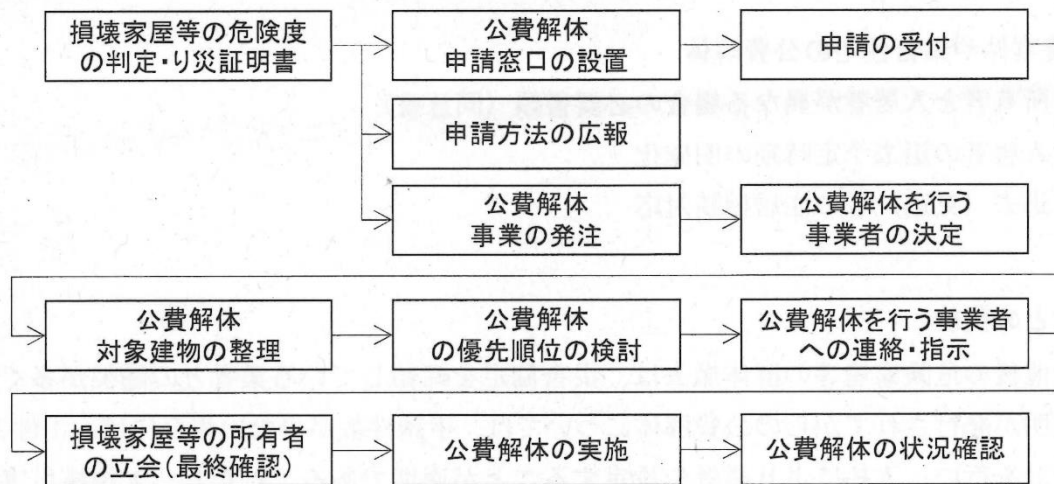 損壊家屋等の危険度
の判定・り災証明書
公費解体
申請窓口の設置
申請の受付
申請方法の広報
公費解体
事業の発注
公費解体を行う
事業者の決定
公費解体
対象建物の整理
公費解体
の優先順位の検討
公費解体を行う事業者
への連絡・指示
損壊家屋等の所有者
の立会(最終確認)
公費解体の実施
公費解体の状況確認